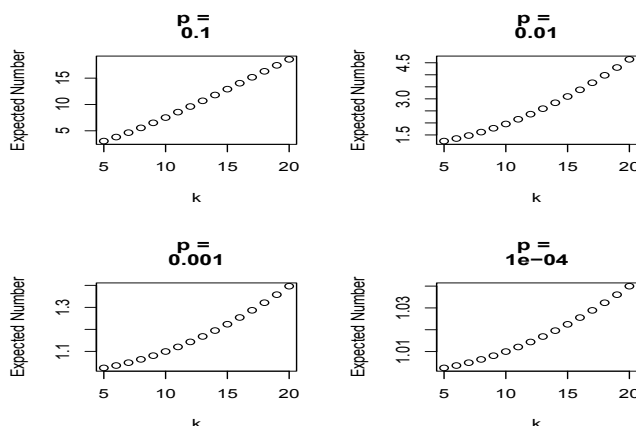 p =
0.1
Expected Number
5
10
15
5
10
15
20
k
p =
0.01
Expected Number
1.5
3.0
4.5
5
10
15
20
k
p =
0.001
Expected Number
1.1
1.3
5
10
15
20
k
p =
1e−04
Expected Number
1.01
1.03
5
10
15
20
k